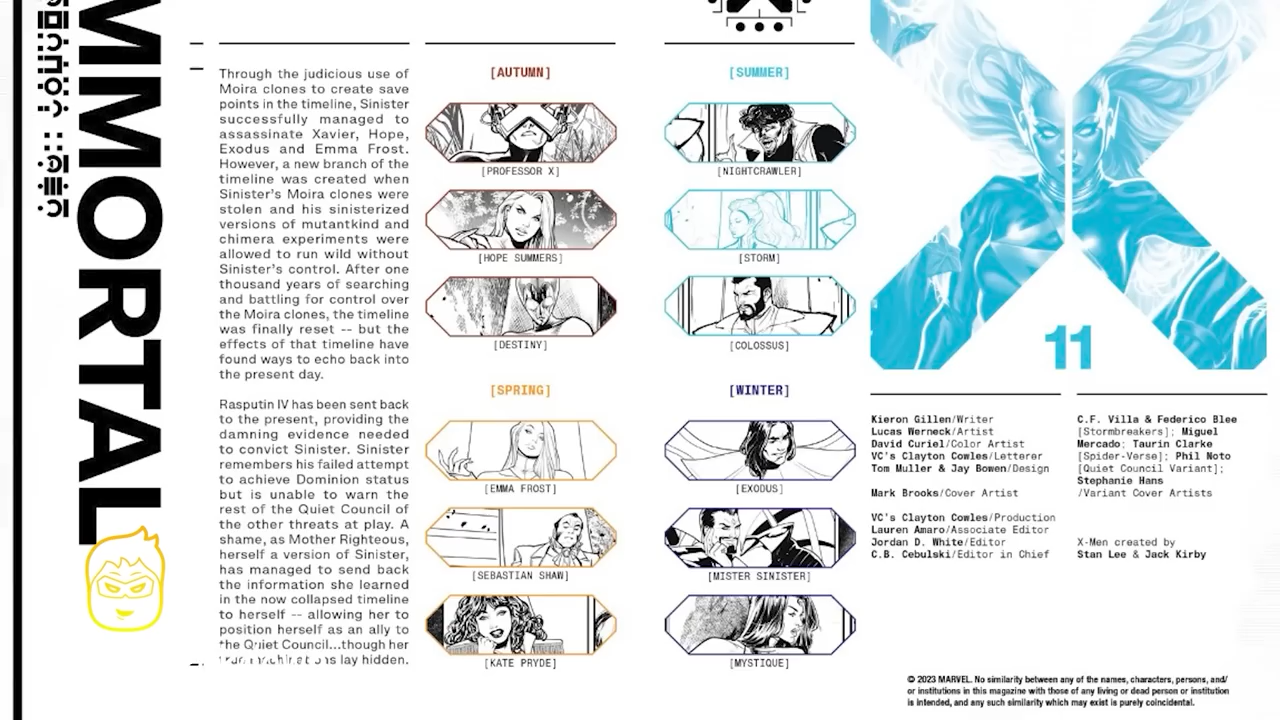 MMORTAL
Through the judicious use of
Moira clones to create save
points in the timeline, Sinister
successfully managed to
assassinate Xavier, Hope,
Exodus and Emma Frost.
However, a new branch of the
timeline was created when
Sinister's Moira clones were
stolen and his sinisterized
versions of mutantkind and
chimera experiments were
allowed to run wild without
Sinister's control. After one
thousand years of searching
and battling for control over
the Moira clones, the timeline
was finally reset -- but the
effects of that timeline have
found ways to echo back into
the present day.
Rasputin IV has been sent back
to the present, providing the
damning evidence needed
to convict Sinister. Sinister
remembers his failed attempt
to achieve Dominion status
but is unable to warn the
rest of the Quiet Council of
the other threats at play. A
shame, as Mother Righteous,
herself a version of Sinister,
has managed to send back
the information she learned
in the now collapsed timeline
to herself -- allowing her to
position herself as an ally to
the Quiet Council...though her
lay hidden.
[AUTUMN]
[PROFESSOR X]
[HOPE SUMMERS]
[DESTINY]
[SPRING]
[EMMA FROST]
[SEBASTIAN SHAW]
[KATE PRYDE]
[SUMMER]
[NIGHTCRAWLER]
[STORM]
[COLOSSUS]
[WINTER]
[EXODUS]
[MISTER SINISTER]
[MYSTIQUE]
X
11
Kieron Gillen/Writer
Lucas Werneck/Artist
David Curiel/Color Artist
VC's Clayton Cowles/Letterer
Tom Muller & Jay Bowen/Design
Mark Brooks/Cover Artist
VC's Clayton Cowles/Production
Lauren Amaro/Associate Editor
Jordan D. White/Editor
C.B. Cebulski/Editor in Chief
C.F. Villa & Federico Blee
[Stormbreakers]; Miguel
Mercado; Taurin Clarke
[Spider-Verse]; Phil Noto
[Quiet Council Variant];
Stephanie Hans
/Variant Cover Artists
X-Men created by
Stan Lee & Jack Kirby
© 2023 MARVEL. No similarity between any of the names, characters, persons, and/
or institutions in this magazine with those of any living or dead person or institution
is intended, and any such similarity which may exist is purely coincidental.